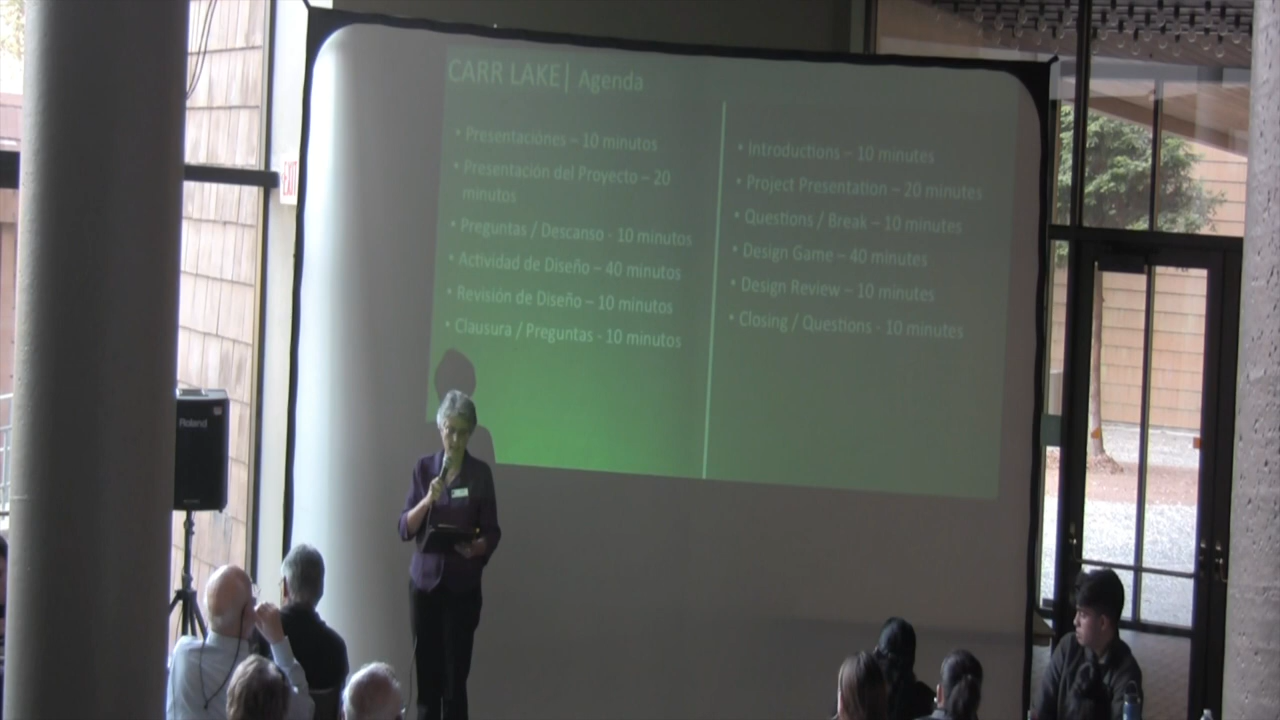 CARR LAKE| Agenda
• Presentaciónes – 10 minutos
• Presentación del Proyecto – 20
minutos
• Preguntas / Descanso - 10 minutos
• Actividad de Diseño – 40 minutos
• Revisión de Diseño – 10 minutos
• Clausura / Preguntas - 10 minutos
• Introductions – 10 minutes
• Project Presentation – 20 minutes
• Questions / Break – 10 minutes
• Design Game – 40 minutes
• Design Review – 10 minutes
• Closing / Questions - 10 minutes
EXIT
Roland